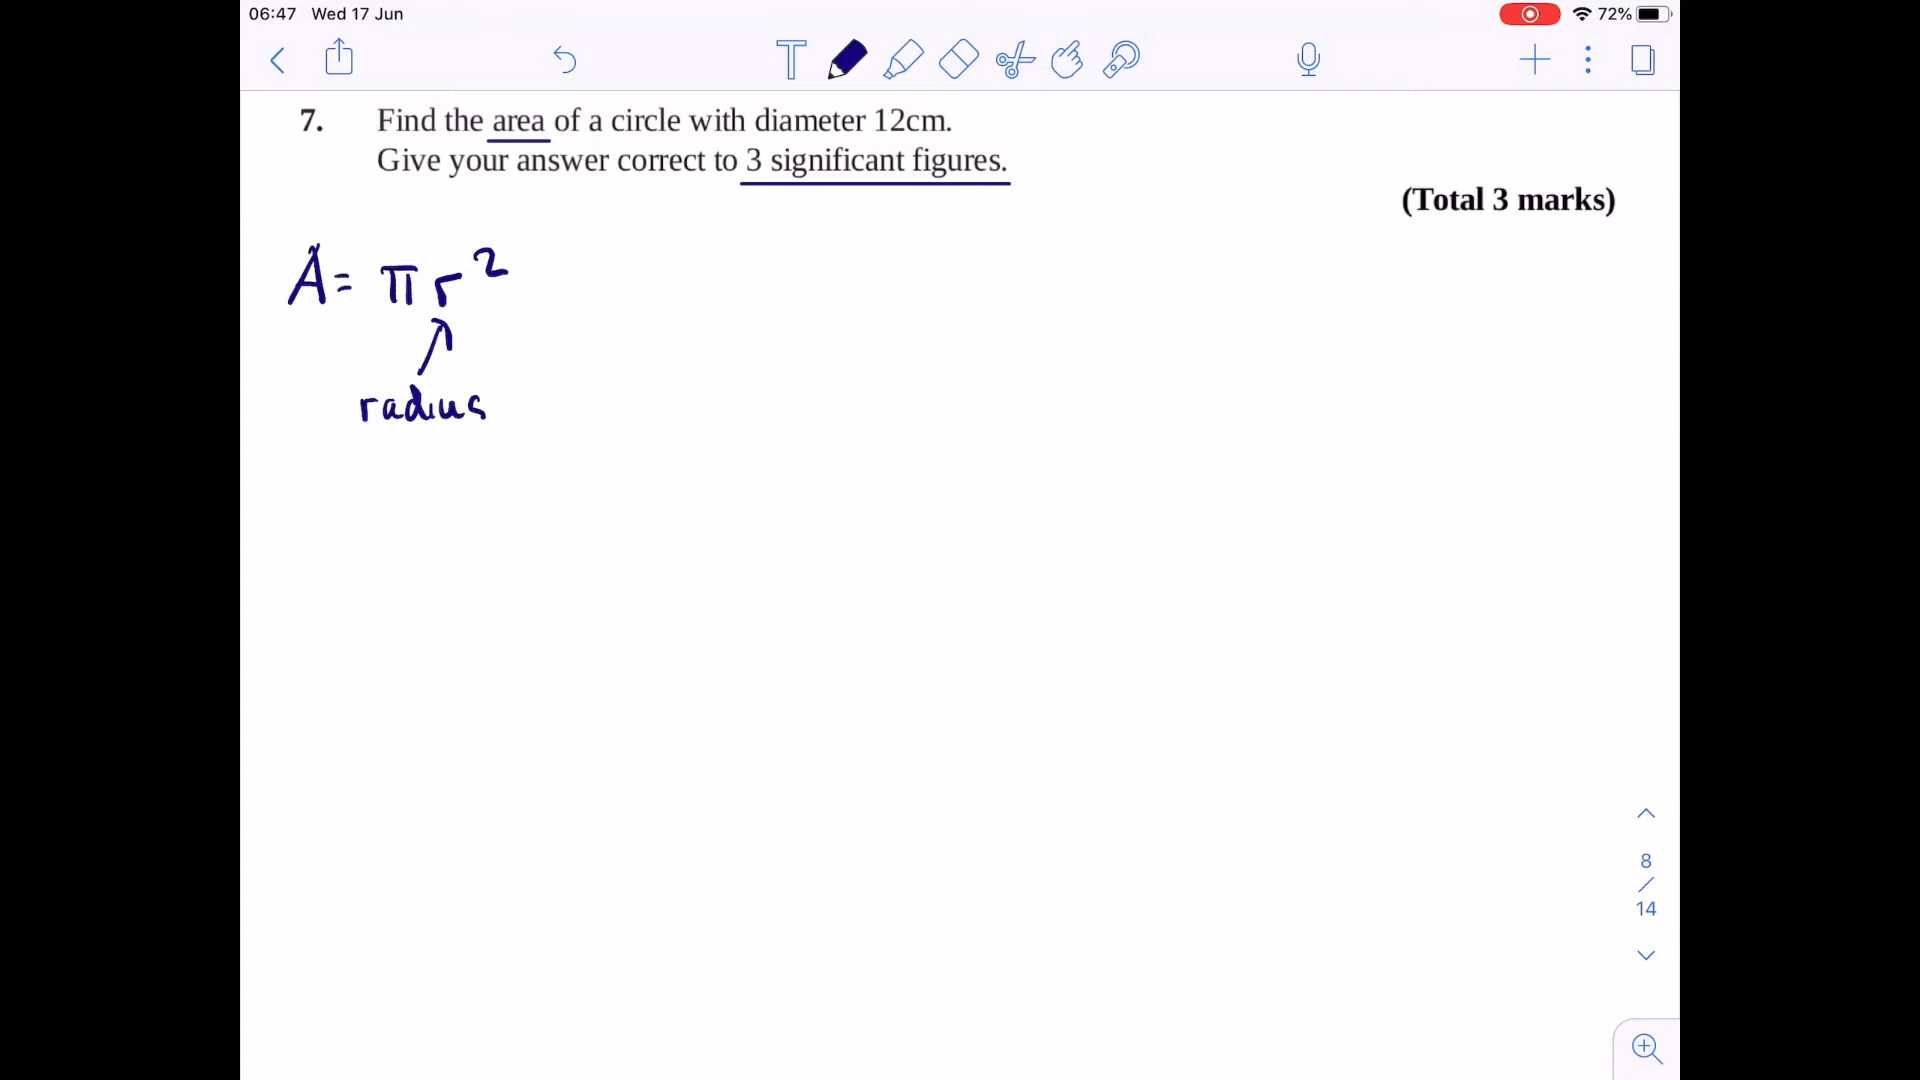 06:47 Wed 17 Jun
72%
T
7. Find the area of a circle with diameter 12cm.
Give your answer correct to 3 significant figures.
(Total 3 marks)
A = πr²
radius
8
/
14